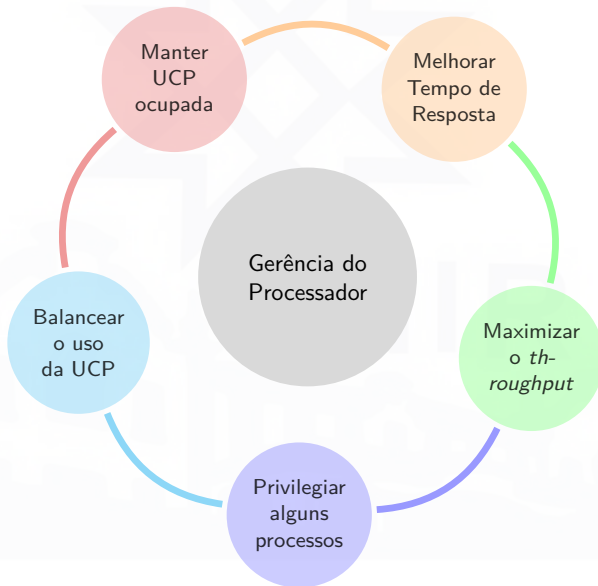 Manter
UCP
ocupada
Melhorar
Tempo de
Resposta
Gerência do
Processador
Balancear
o uso
da UCP
Maximizar
o th-
roughput
Privilegiar
alguns
processos